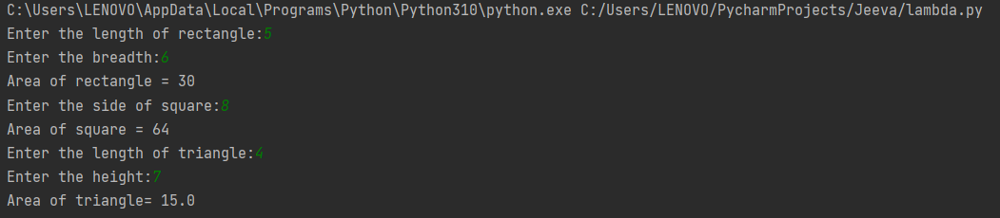 C:\Users\LENOVO\AppData\Local\Programs\Python\Python310\python.exe C:/Users/LENOVO/PycharmProjects/Jeeva/lambda.py
Enter the length of rectangle:5
Enter the breadth:6
Area of rectangle = 30
Enter the side of square:8
Area of square = 64
Enter the length of triangle:4
Enter the height:7
Area of triangle= 15.0